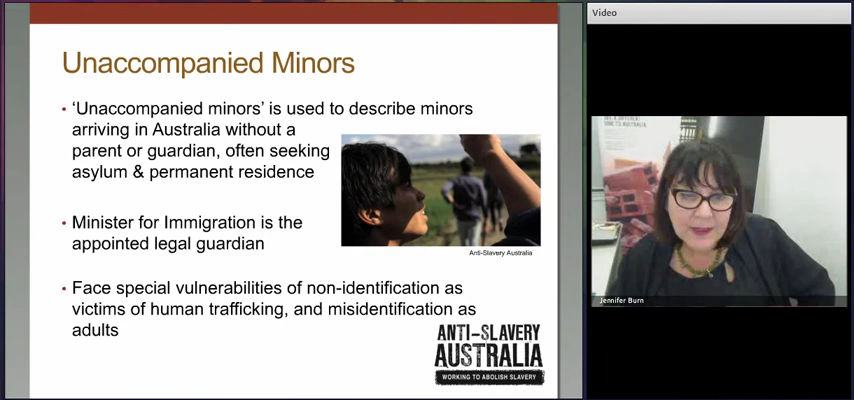 Unaccompanied Minors
• ‘Unaccompanied minors’ is used to describe minors
arriving in Australia without a
parent or guardian, often seeking
asylum & permanent residence
Anti-Slavery Australia
• Minister for Immigration is the
appointed legal guardian
• Face special vulnerabilities of non-identification as
victims of human trafficking, and misidentification as
adults
ANTI-SLAVERY
AUSTRALIA
WORKING TO ABOLISH SLAVERY
Video
Jennifer Burn